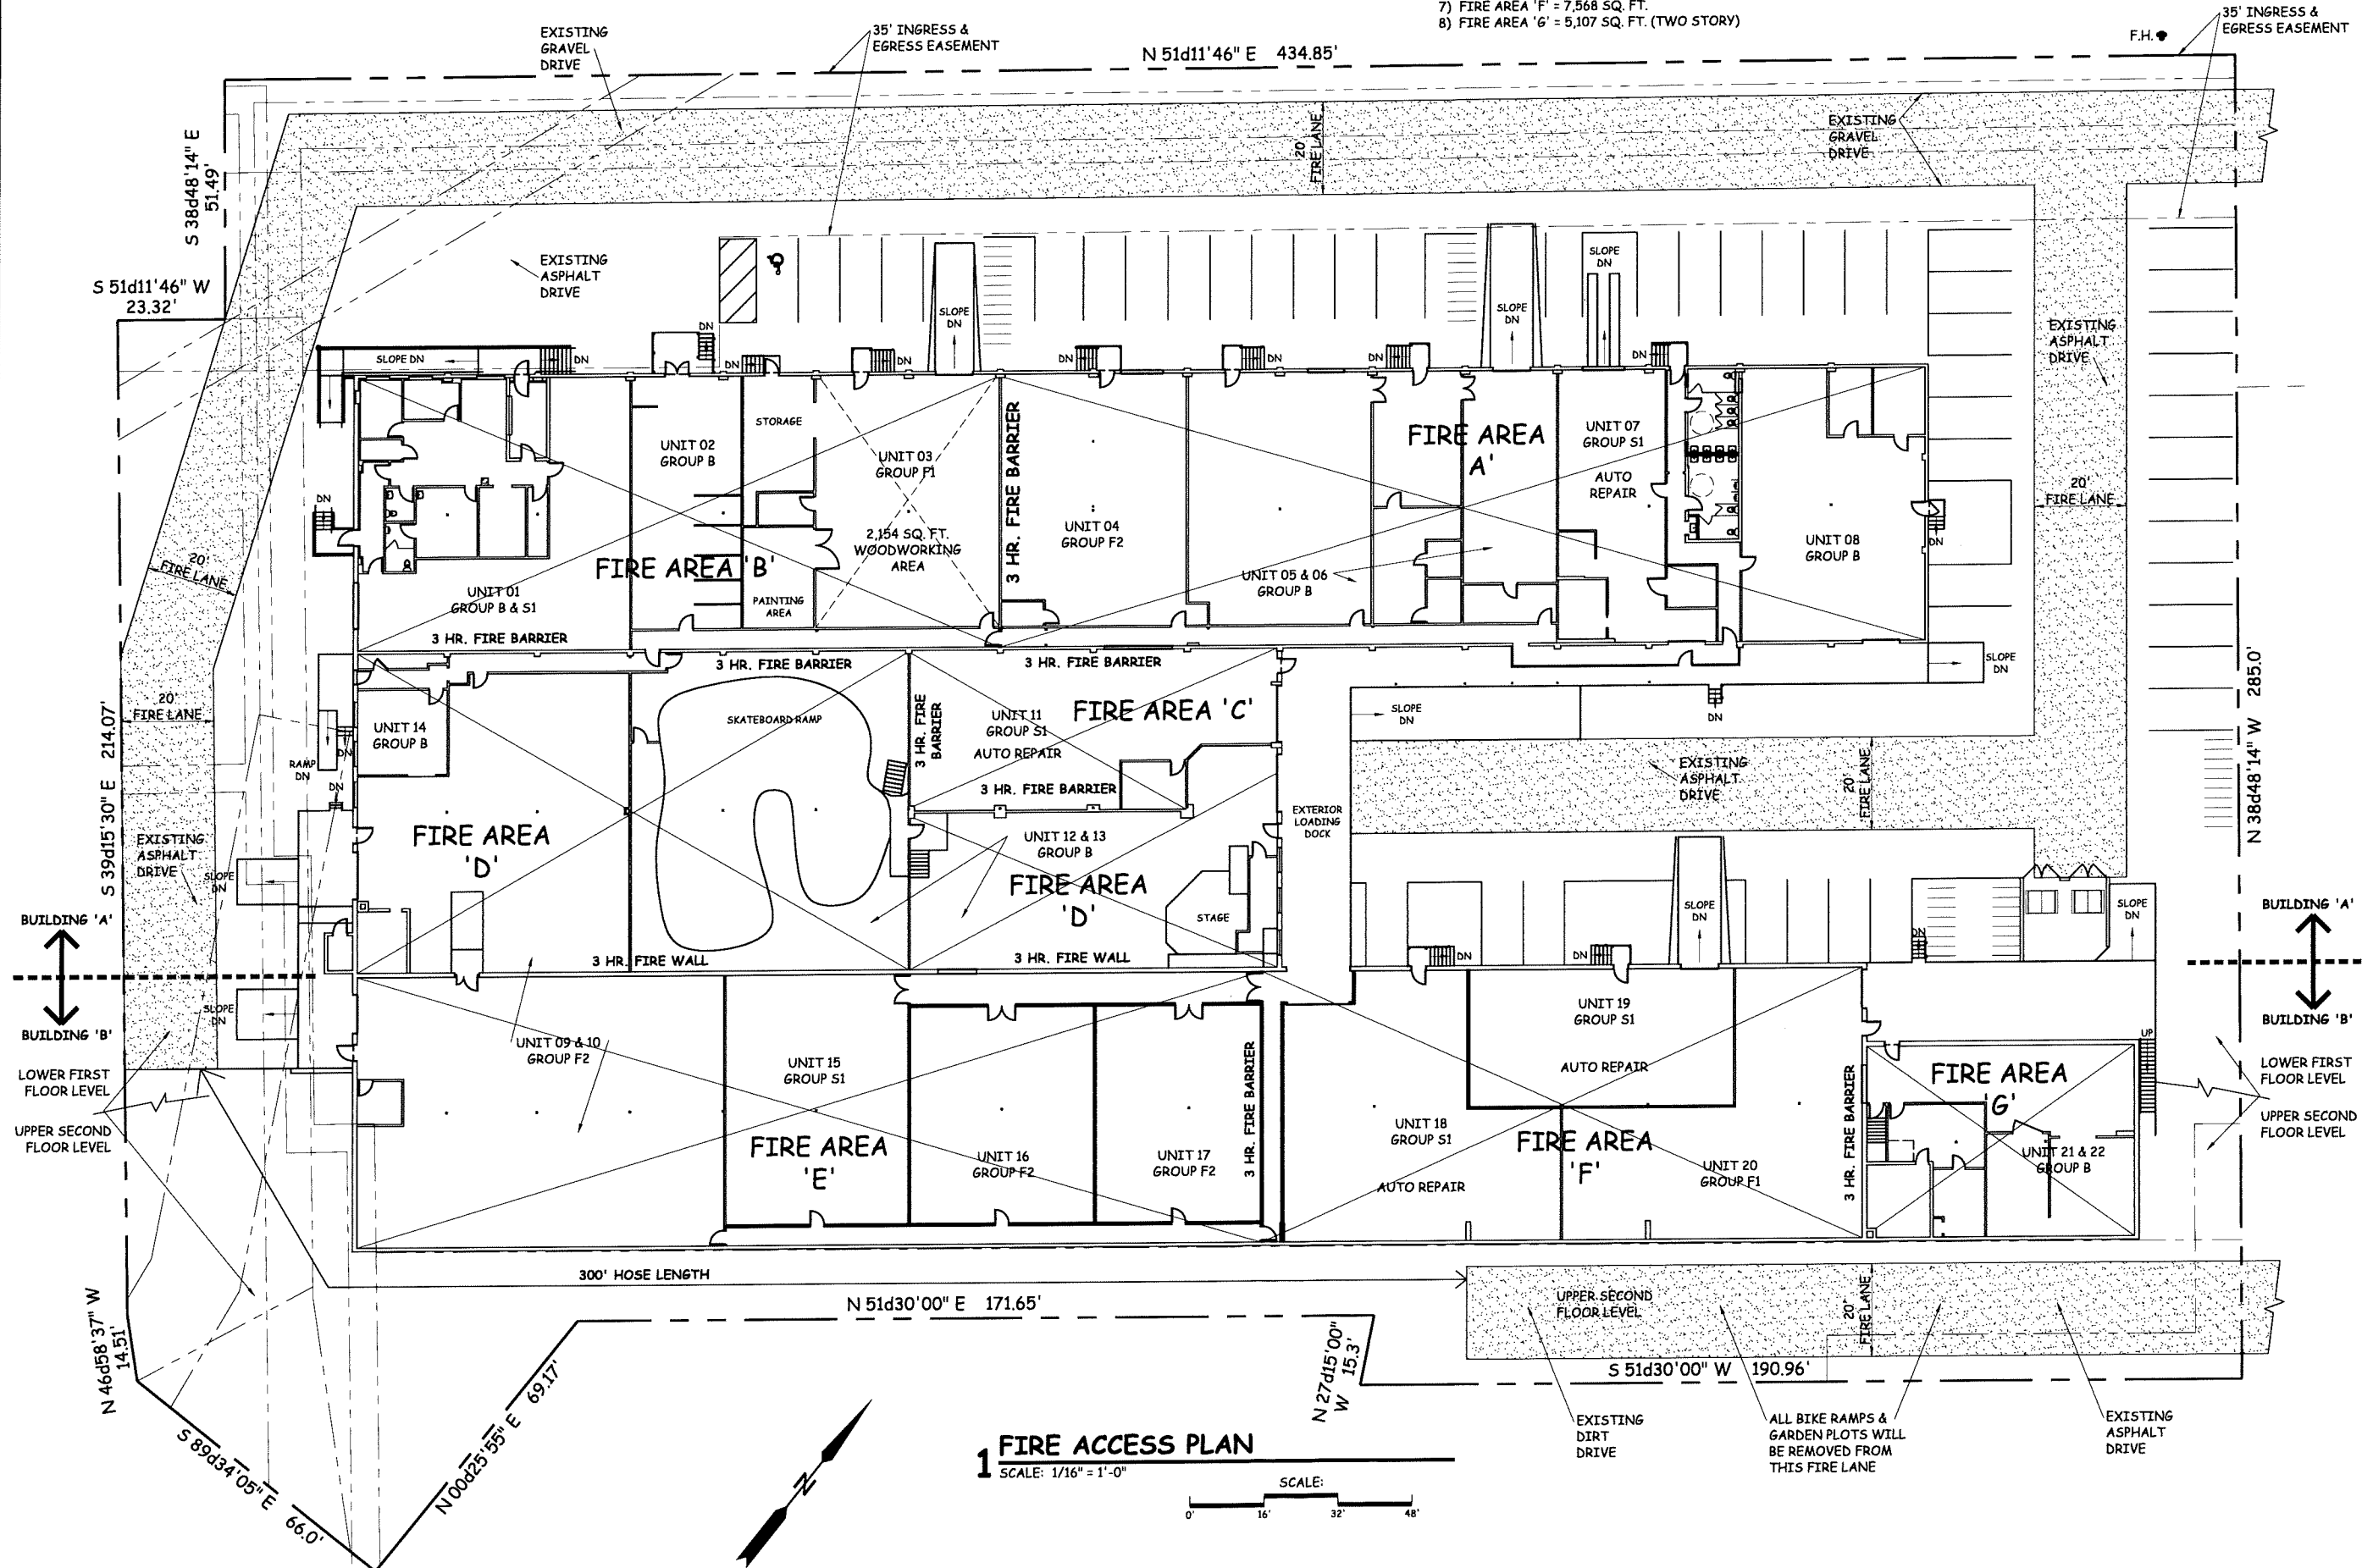 7) FIRE AREA 'F' = 7,568 SQ. FT.
8) FIRE AREA 'G' = 5,107 SQ. FT. (TWO STORY)
35' INGRESS &
EGRESS EASEMENT
F.H.
EXISTING
GRAVEL
DRIVE
35' INGRESS &
EGRESS EASEMENT
N 51d11'46" E 434.85'
S 38d48'14" E
51.49'
20'
FIRE LANE
EXISTING
GRAVEL
DRIVE
S 51d11'46" W
23.32'
EXISTING
ASPHALT
DRIVE
SLOPE
DN
SLOPE
DN
SLOPE
DN
EXISTING
ASPHALT
DRIVE
SLOPE DN
DN
DN
DN
DN
DN
DN
DN
DN
STORAGE
UNIT 02
GROUP B
UNIT 03
GROUP F1
2,154 SQ. FT.
WOODWORKING
AREA
3 HR. FIRE BARRIER
FIRE AREA
A'
UNIT 07
GROUP S1
AUTO
REPAIR
20'
FIRE LANE
DN
UNIT 04
GROUP F2
UNIT 08
GROUP B
DN
20'
FIRE LANE
FIRE AREA 'B'
UNIT 01
GROUP B & S1
PAINTING
AREA
UNIT 05 & 06
GROUP B
3 HR. FIRE BARRIER
3 HR. FIRE BARRIER
3 HR. FIRE BARRIER
SLOPE
DN
N 38d48'14" W 285.0'
20'
FIRE LANE
S 39d15'30" E 214.07'
UNIT 14
GROUP B
SKATEBOARD RAMP
3 HR. FIRE
BARRIER
UNIT 11
GROUP S1
AUTO REPAIR
FIRE AREA 'C'
SLOPE
DN
DN
DN
RAMP
DN
DN
3 HR. FIRE BARRIER
EXISTING
ASPHALT
DRIVE
20'
FIRE LANE
EXTERIOR
LOADING
DOCK
EXISTING
ASPHALT
DRIVE
SLOPE
DN
FIRE AREA
'D'
UNIT 12 & 13
GROUP B
FIRE AREA
'D'
STAGE
SLOPE
DN
SLOPE
DN
DN
DN
DN
BUILDING 'A'
BUILDING 'A'
3 HR. FIRE WALL
3 HR. FIRE WALL
BUILDING 'B'
BUILDING 'B'
SLOPE
DN
UNIT 09 & 10
GROUP F2
UNIT 15
GROUP S1
UNIT 19
GROUP S1
AUTO REPAIR
UP
LOWER FIRST
FLOOR LEVEL
UPPER SECOND
FLOOR LEVEL
LOWER FIRST
FLOOR LEVEL
UPPER SECOND
FLOOR LEVEL
3 HR. FIRE BARRIER
3 HR. FIRE BARRIER
FIRE AREA
'G'
UNIT 21 & 22
GROUP B
FIRE AREA
'E'
UNIT 16
GROUP F2
UNIT 17
GROUP F2
UNIT 18
GROUP S1
AUTO REPAIR
FIRE AREA
'F'
UNIT 20
GROUP F1
300' HOSE LENGTH
N 51d30'00" E 171.65'
UPPER SECOND
FLOOR LEVEL
20'
FIRE LANE
N 46d58'37" W
14.51'
N 27d15'00"
W 15.3'
S 51d30'00" W 190.96'
S 89d34'05" E 66.0'
N 00d25'55" E 69.17'
EXISTING
DIRT
DRIVE
ALL BIKE RAMPS &
GARDEN PLOTS WILL
BE REMOVED FROM
THIS FIRE LANE
EXISTING
ASPHALT
DRIVE
N
1 FIRE ACCESS PLAN
SCALE: 1/16" = 1'-0"
SCALE:
0' 16' 32' 48'